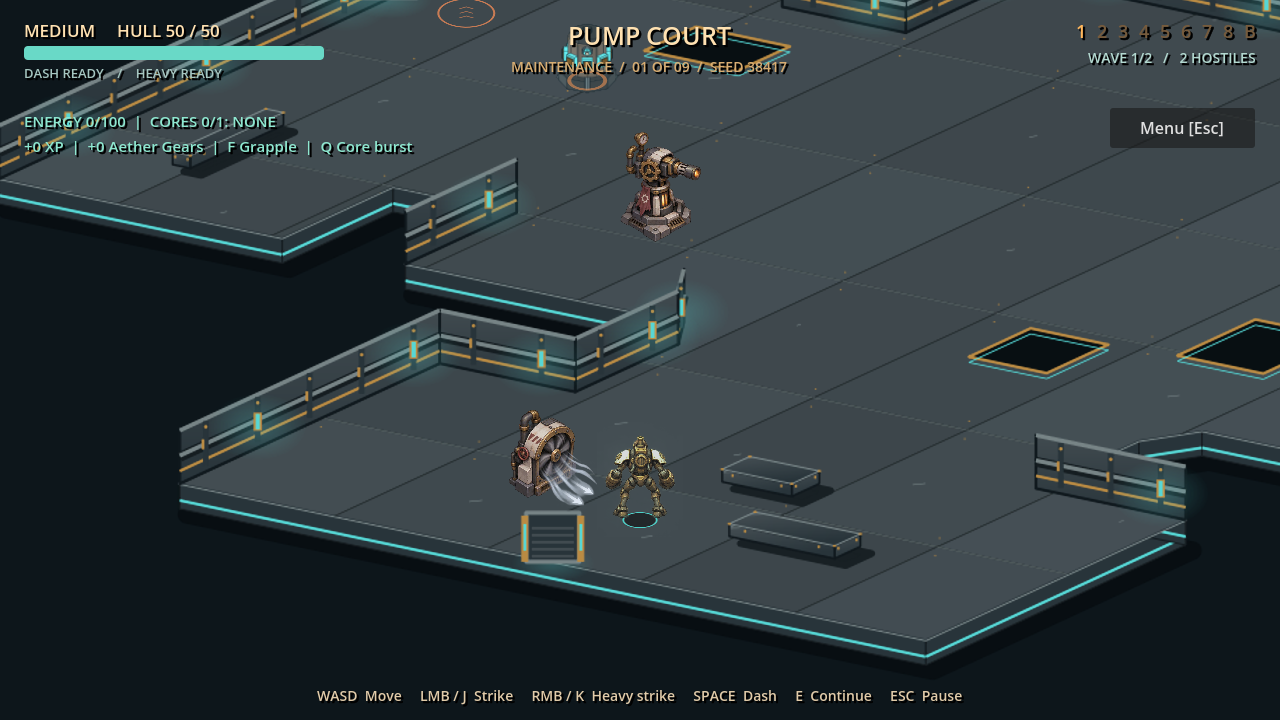 MEDIUM HULL 50 / 50
DASH READY / HEAVY READY
ENERGY 0/100 | CORES 0/1: NONE
+0 XP | +0 Aether Gears | F Grapple | Q Core burst
PUMP COURT
MAINTENANCE / 01 OF 09 / SEED 38417
1 2 3 4 5 6 7 8 B
WAVE 1/2 / 2 HOSTILES
Menu [Esc]
WASD Move LMB / J Strike RMB / K Heavy strike SPACE Dash E Continue ESC Pause